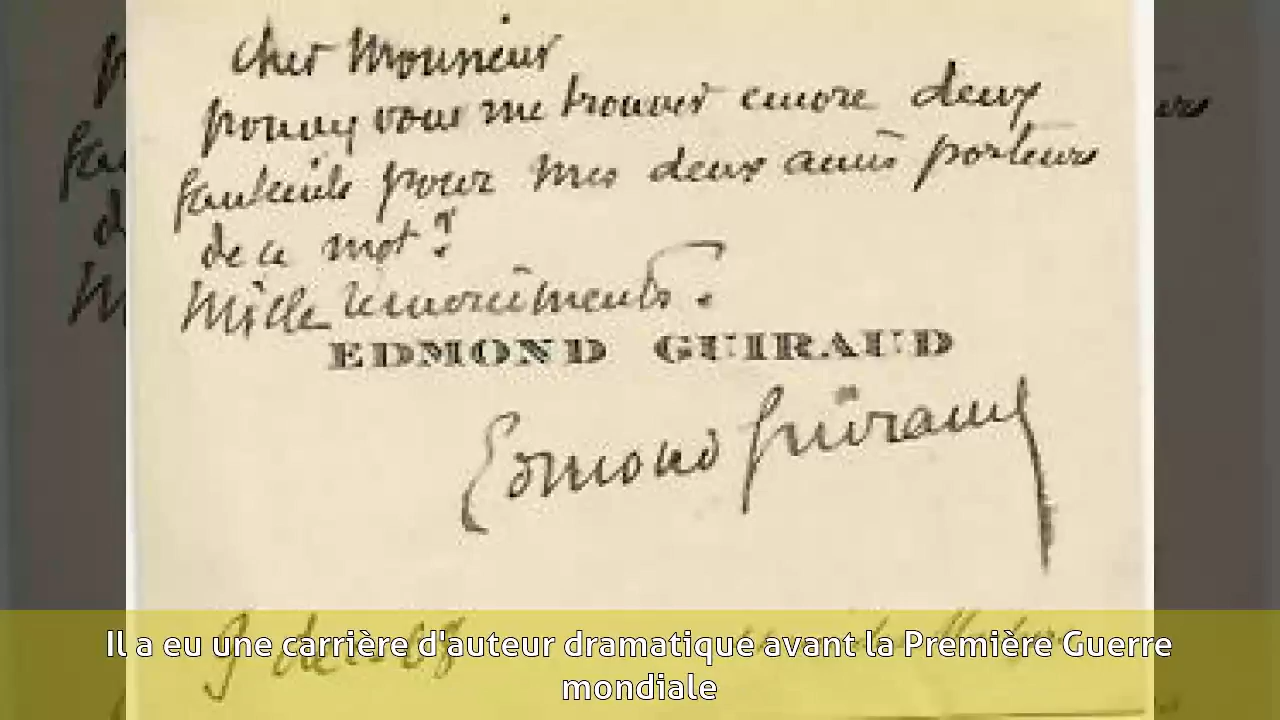 Cher Monsieur
pouvez vous me trouver encore deux
fauteuils pour mes deux amis porteurs
de ce mot?
Mille remerciments.
EDMOND GUIRAUD
Edmond Guiraud
Il a eu une carrière d'auteur dramatique avant la Première Guerre
mondiale